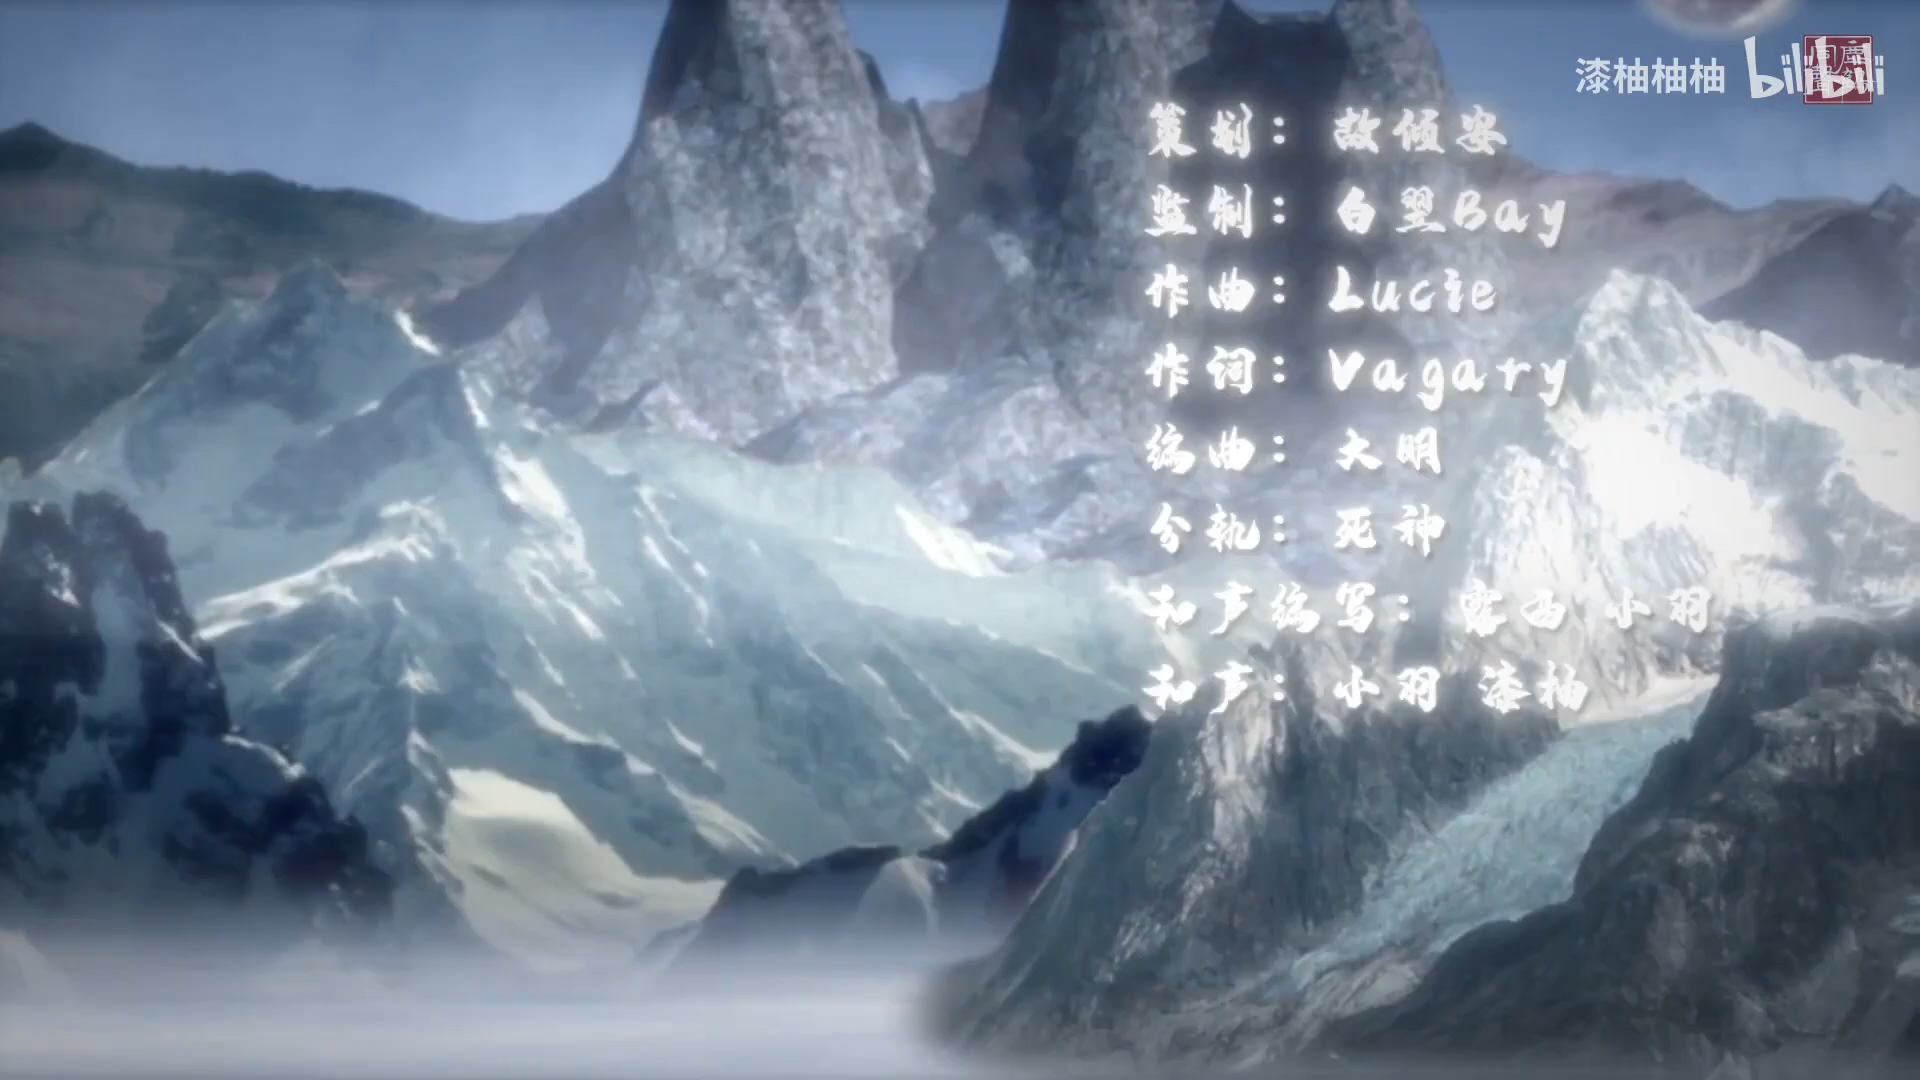 漆柚柚柚 bilibili
策划：故倾安
监制：白翌Bay
作曲：Lucie
作词：Vagary
编曲：大明
分轨：死神
和声编写：露西 小羽
和声：小羽 漆柚